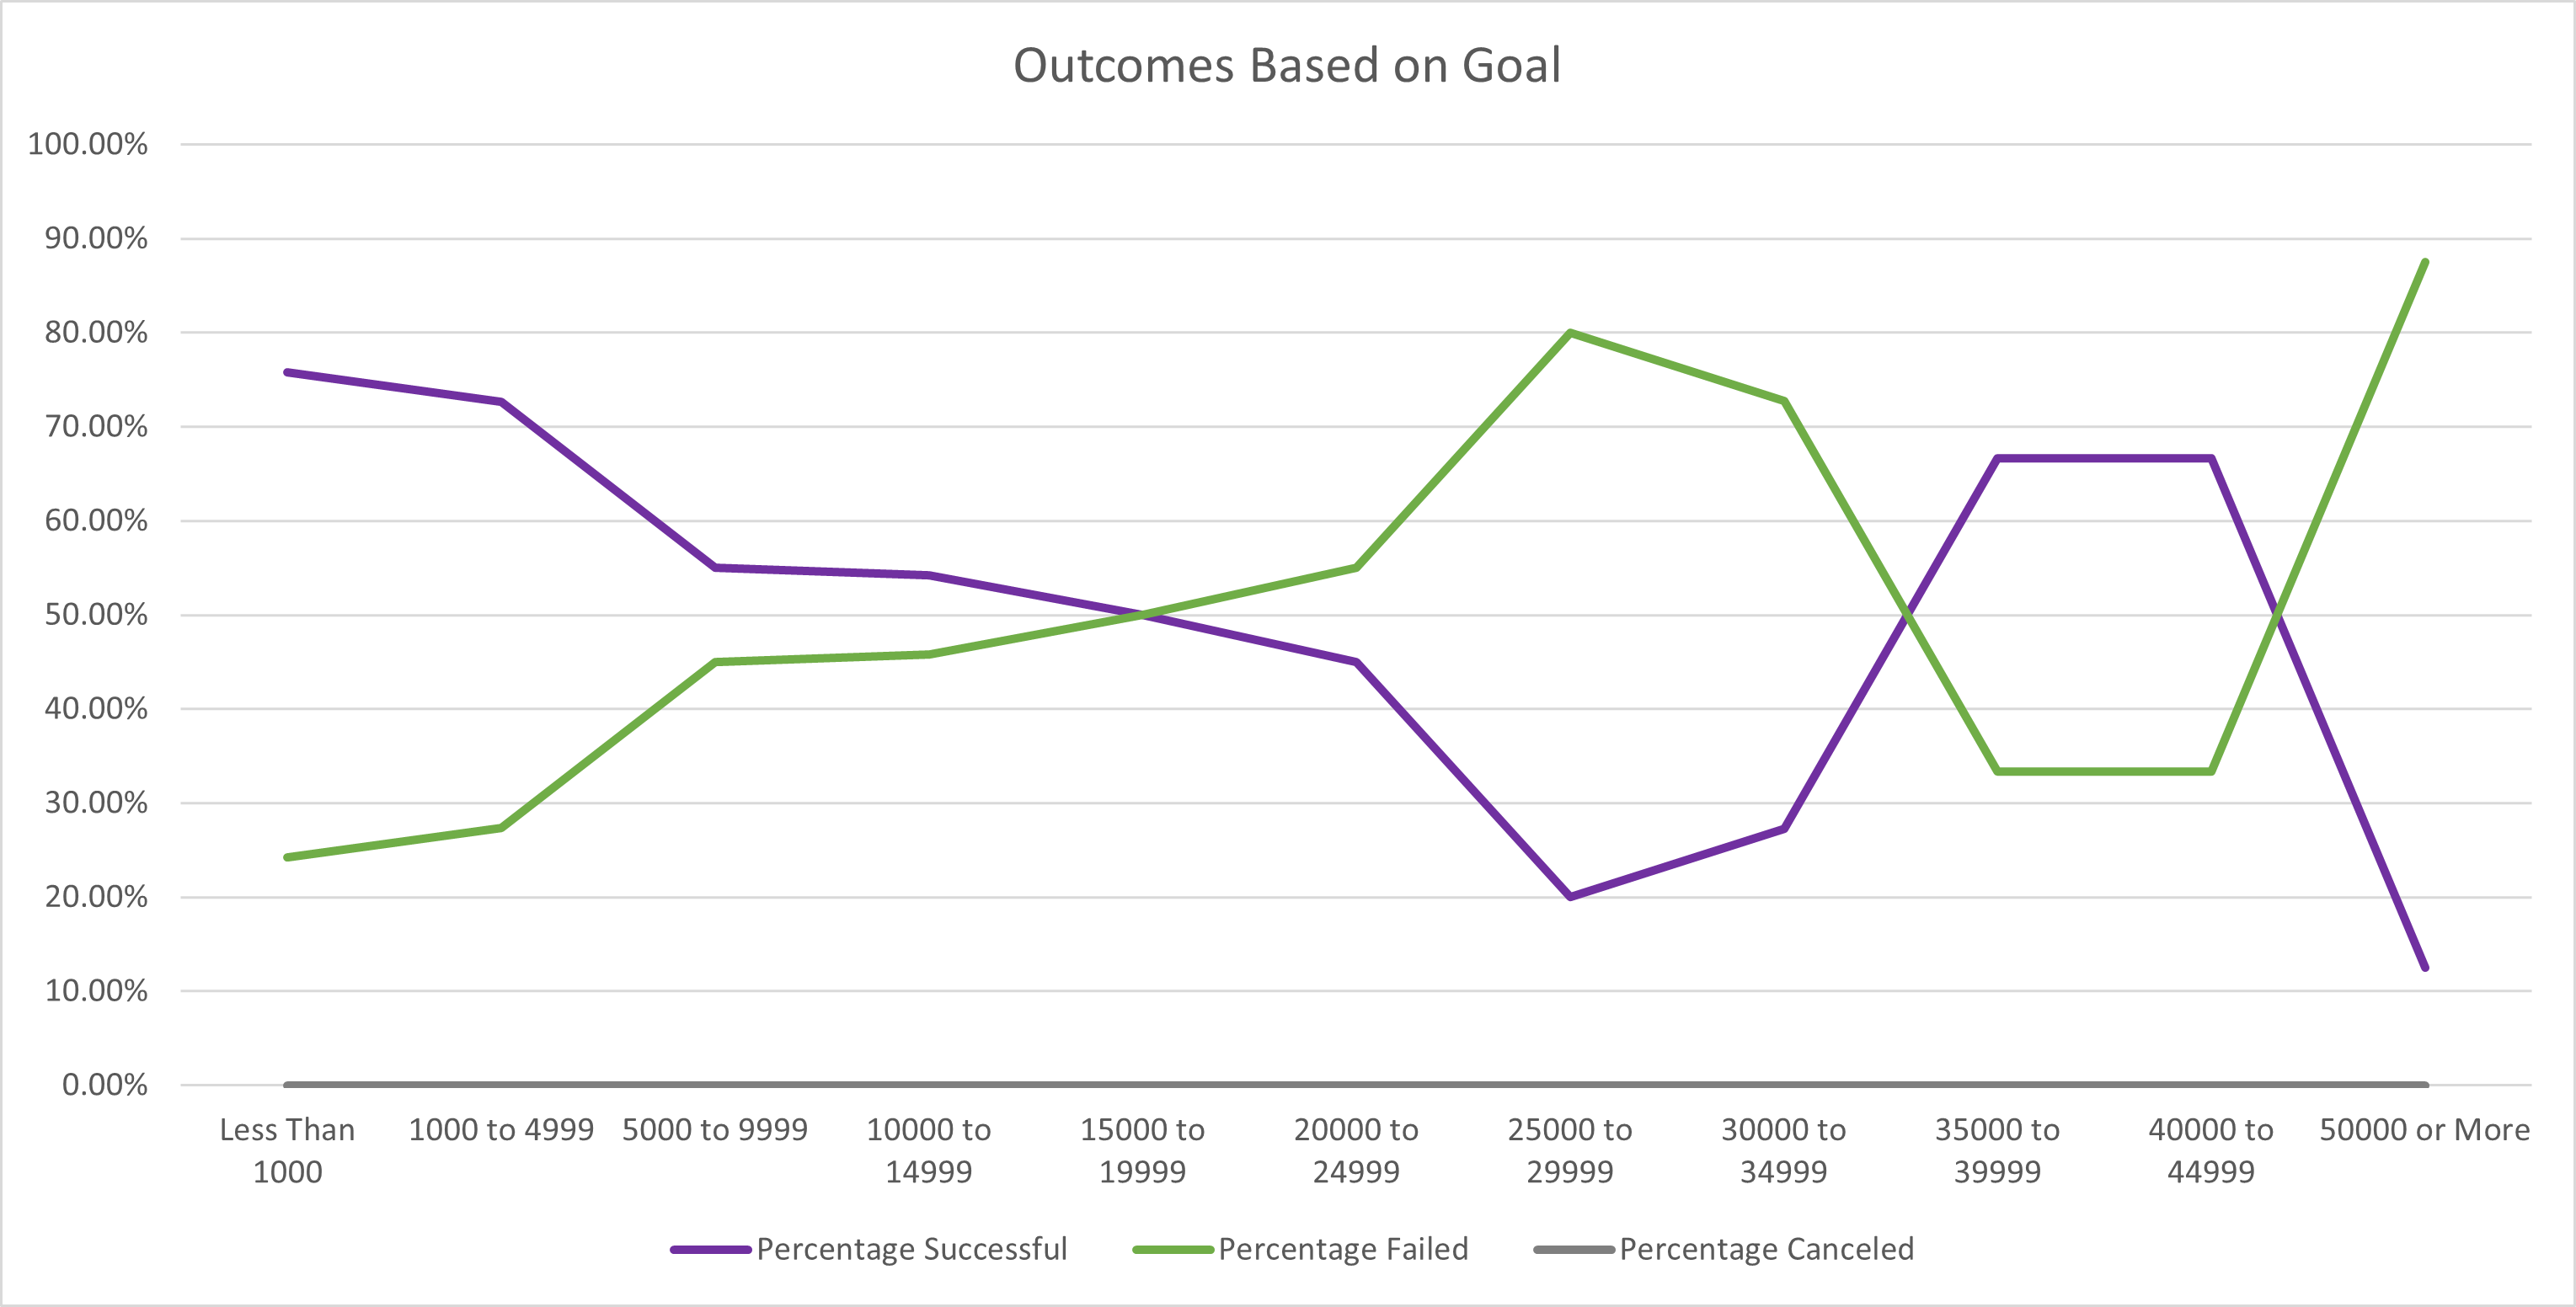 Outcomes Based on Goal
100.00%
90.00%
80.00%
70.00%
60.00%
50.00%
40.00%
30.00%
20.00%
10.00%
0.00%
Less Than 1000
1000 to 4999
5000 to 9999
10000 to 14999
15000 to 19999
20000 to 24999
25000 to 29999
30000 to 34999
35000 to 39999
40000 to 44999
50000 or More
Percentage Successful
Percentage Failed
Percentage Canceled